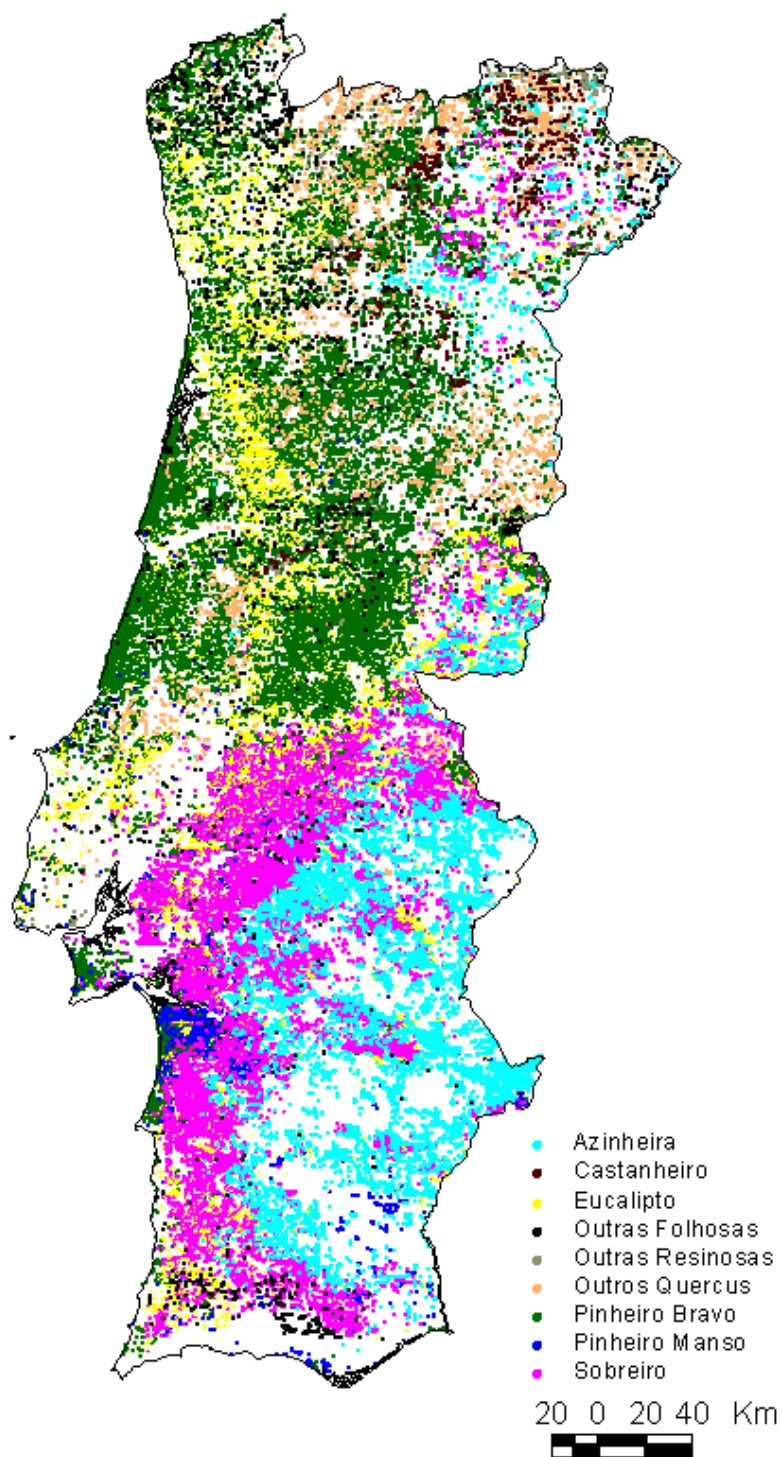 Azinheira
Castanheiro
Eucalipto
Outras Folhosas
Outras Resinosas
Outros Quercus
Pinheiro Bravo
Pinheiro Manso
Sobreiro
20 0 20 40 Km